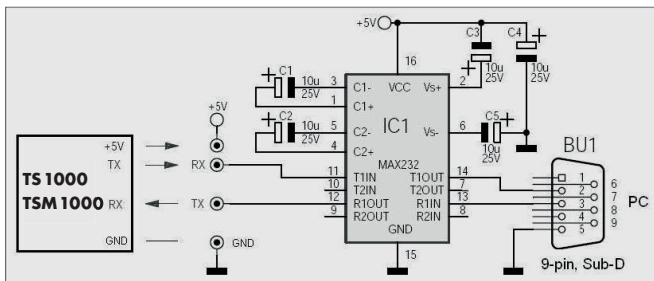 +5V
C3
C4
10u
25V
10u
25V
C1
10u
25V
C2
10u
25V
C5
10u
25V
16
3
1
5
4
2
6
C1-
C1+
C2-
C2+
VCC
Vs+
Vs-
IC1
MAX232
11
10
12
9
T1IN
T2IN
R1OUT
R2OUT
T1OUT
T2OUT
R1IN
R2IN
14
7
13
8
GND
15
+5V
+5V
TX
RX
TS 1000
TSM 1000
RX
TX
GND
GND
BU1
1
2
3
4
5
6
7
8
9
PC
9-pin, Sub-D